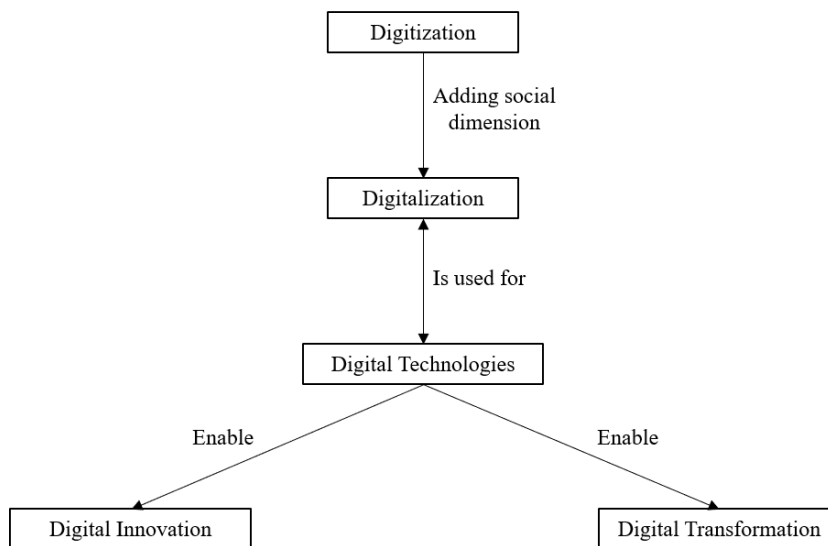 Digitization
Adding social
dimension
Digitalization
Is used for
Digital Technologies
Enable
Enable
Digital Innovation
Digital Transformation